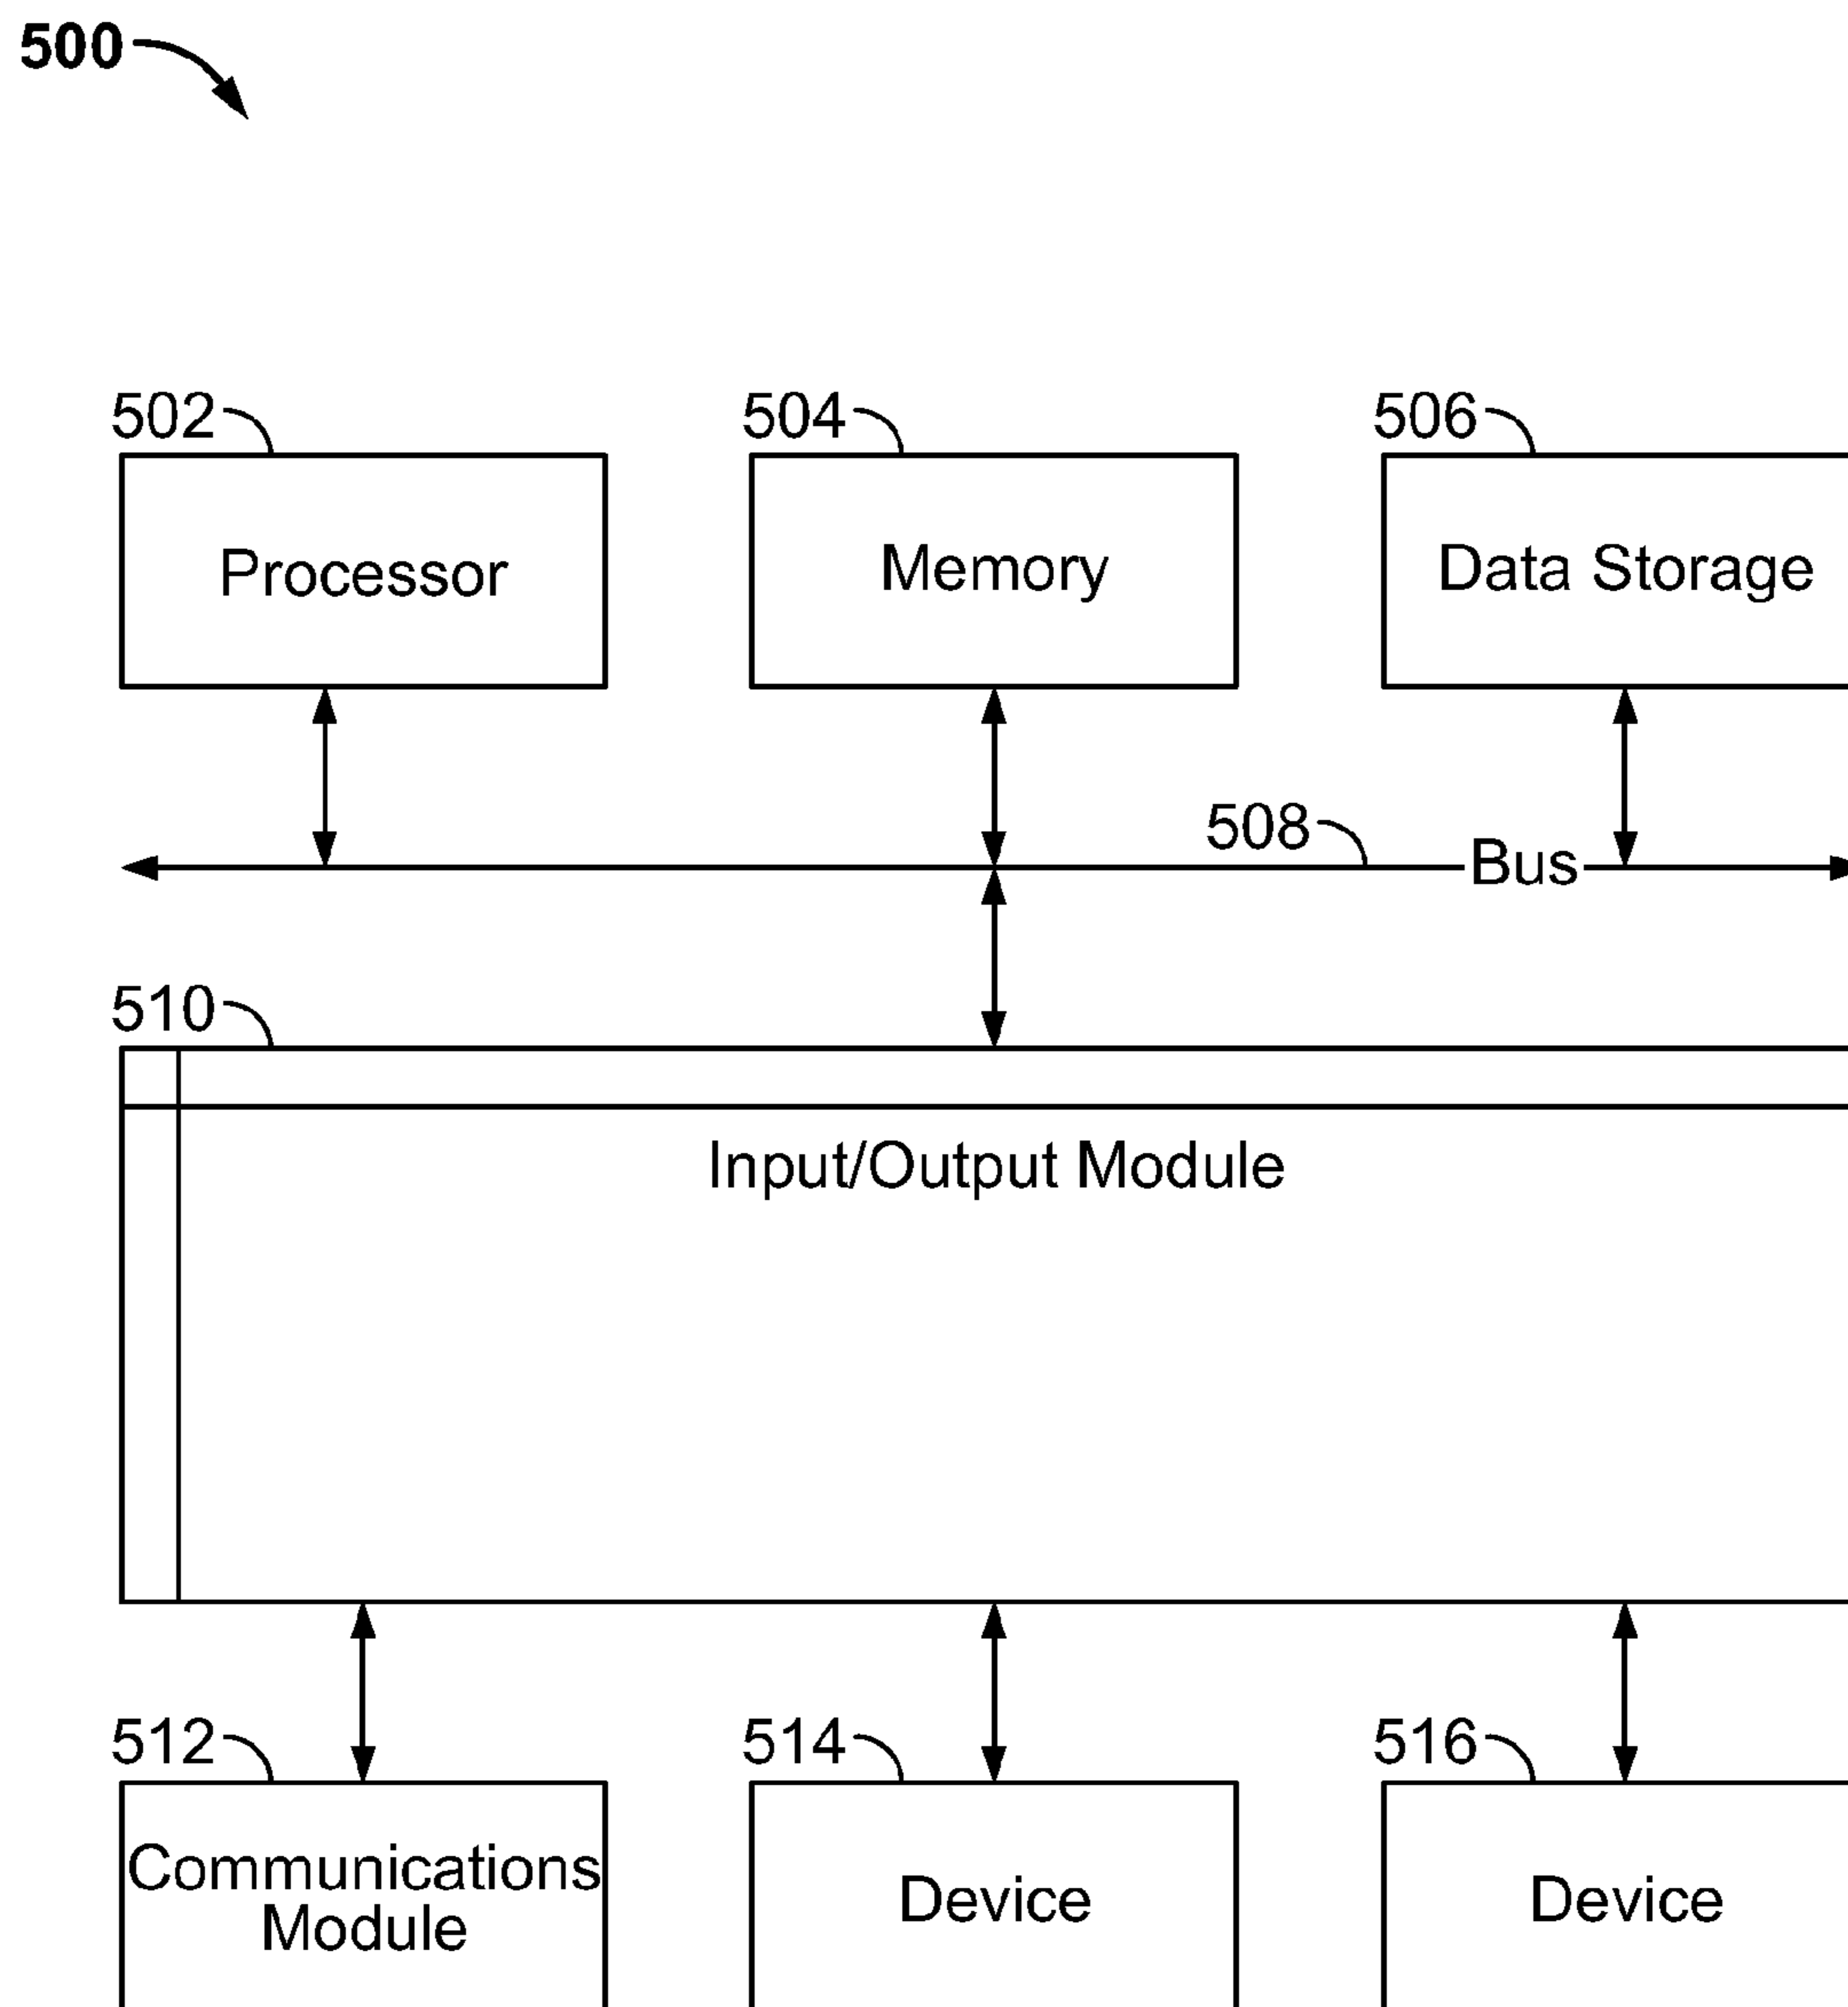 500
502
504
506
Processor
Memory
Data Storage
508
Bus
510
Input/Output Module
512
514
516
Communications
Module
Device
Device